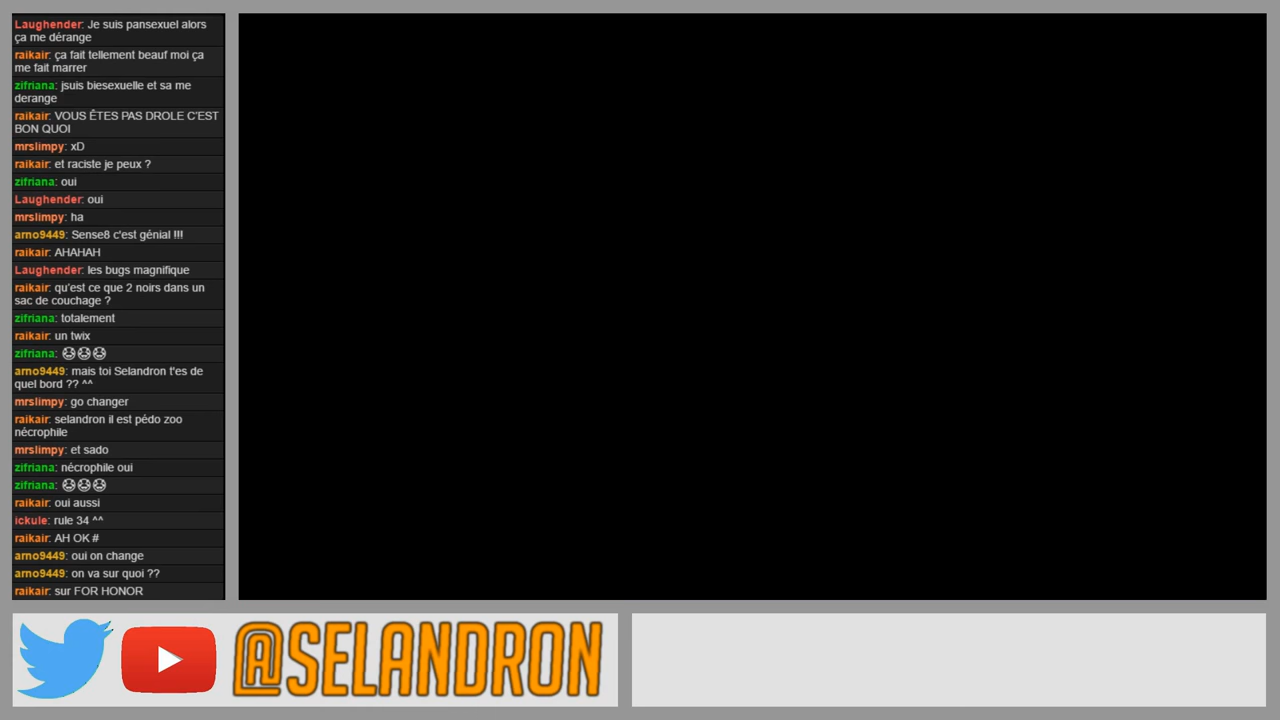 Laughender: Je suis pansexuel alors
ça me dérange
raikair: ça fait tellement beauf moi ça
me fait marrer
zifriana: jsuis biesexuelle et sa me
derange
raikair: VOUS ÊTES PAS DROLE C'EST
BON QUOI
mrslimpy: xD
raikair: et raciste je peux ?
zifriana: oui
Laughender: oui
mrslimpy: ha
arno9449: Sense8 c'est génial !!!
raikair: AHAHAH
Laughender: les bugs magnifique
raikair: qu'est ce que 2 noirs dans un
sac de couchage ?
zifriana: totalement
raikair: un twix
zifriana:
arno9449: mais toi Selandron t'es de
quel bord ?? ^^
mrslimpy: go changer
raikair: selandron il est pédo zoo
nécrophile
mrslimpy: et sado
zifriana: nécrophile oui
zifriana:
raikair: oui aussi
ickule: rule 34 ^^
raikair: AH OK #
arno9449: oui on change
arno9449: on va sur quoi ??
raikair: sur FOR HONOR
@SELANDRON